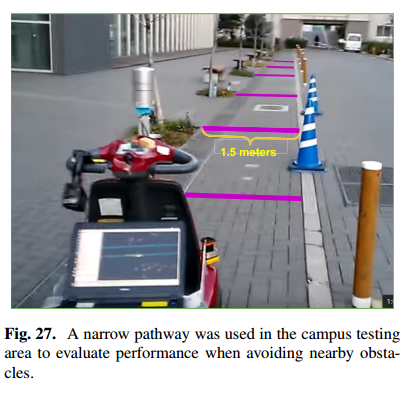 1.5 meters
Fig. 27. A narrow pathway was used in the campus testing
area to evaluate performance when avoiding nearby obsta-
cles.